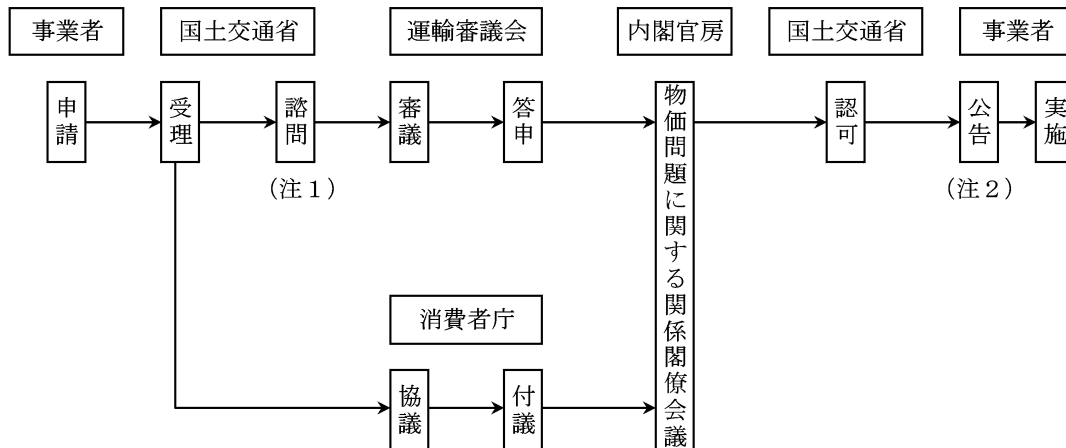 事業者
国土交通省
運輸審議会
内閣官房
国土交通省
事業者
申請
受理
諮問
審議
答申
物価問題に関する関係閣僚会議
認可
公告
実施
（注１）
（注２）
消費者庁
協議
付議